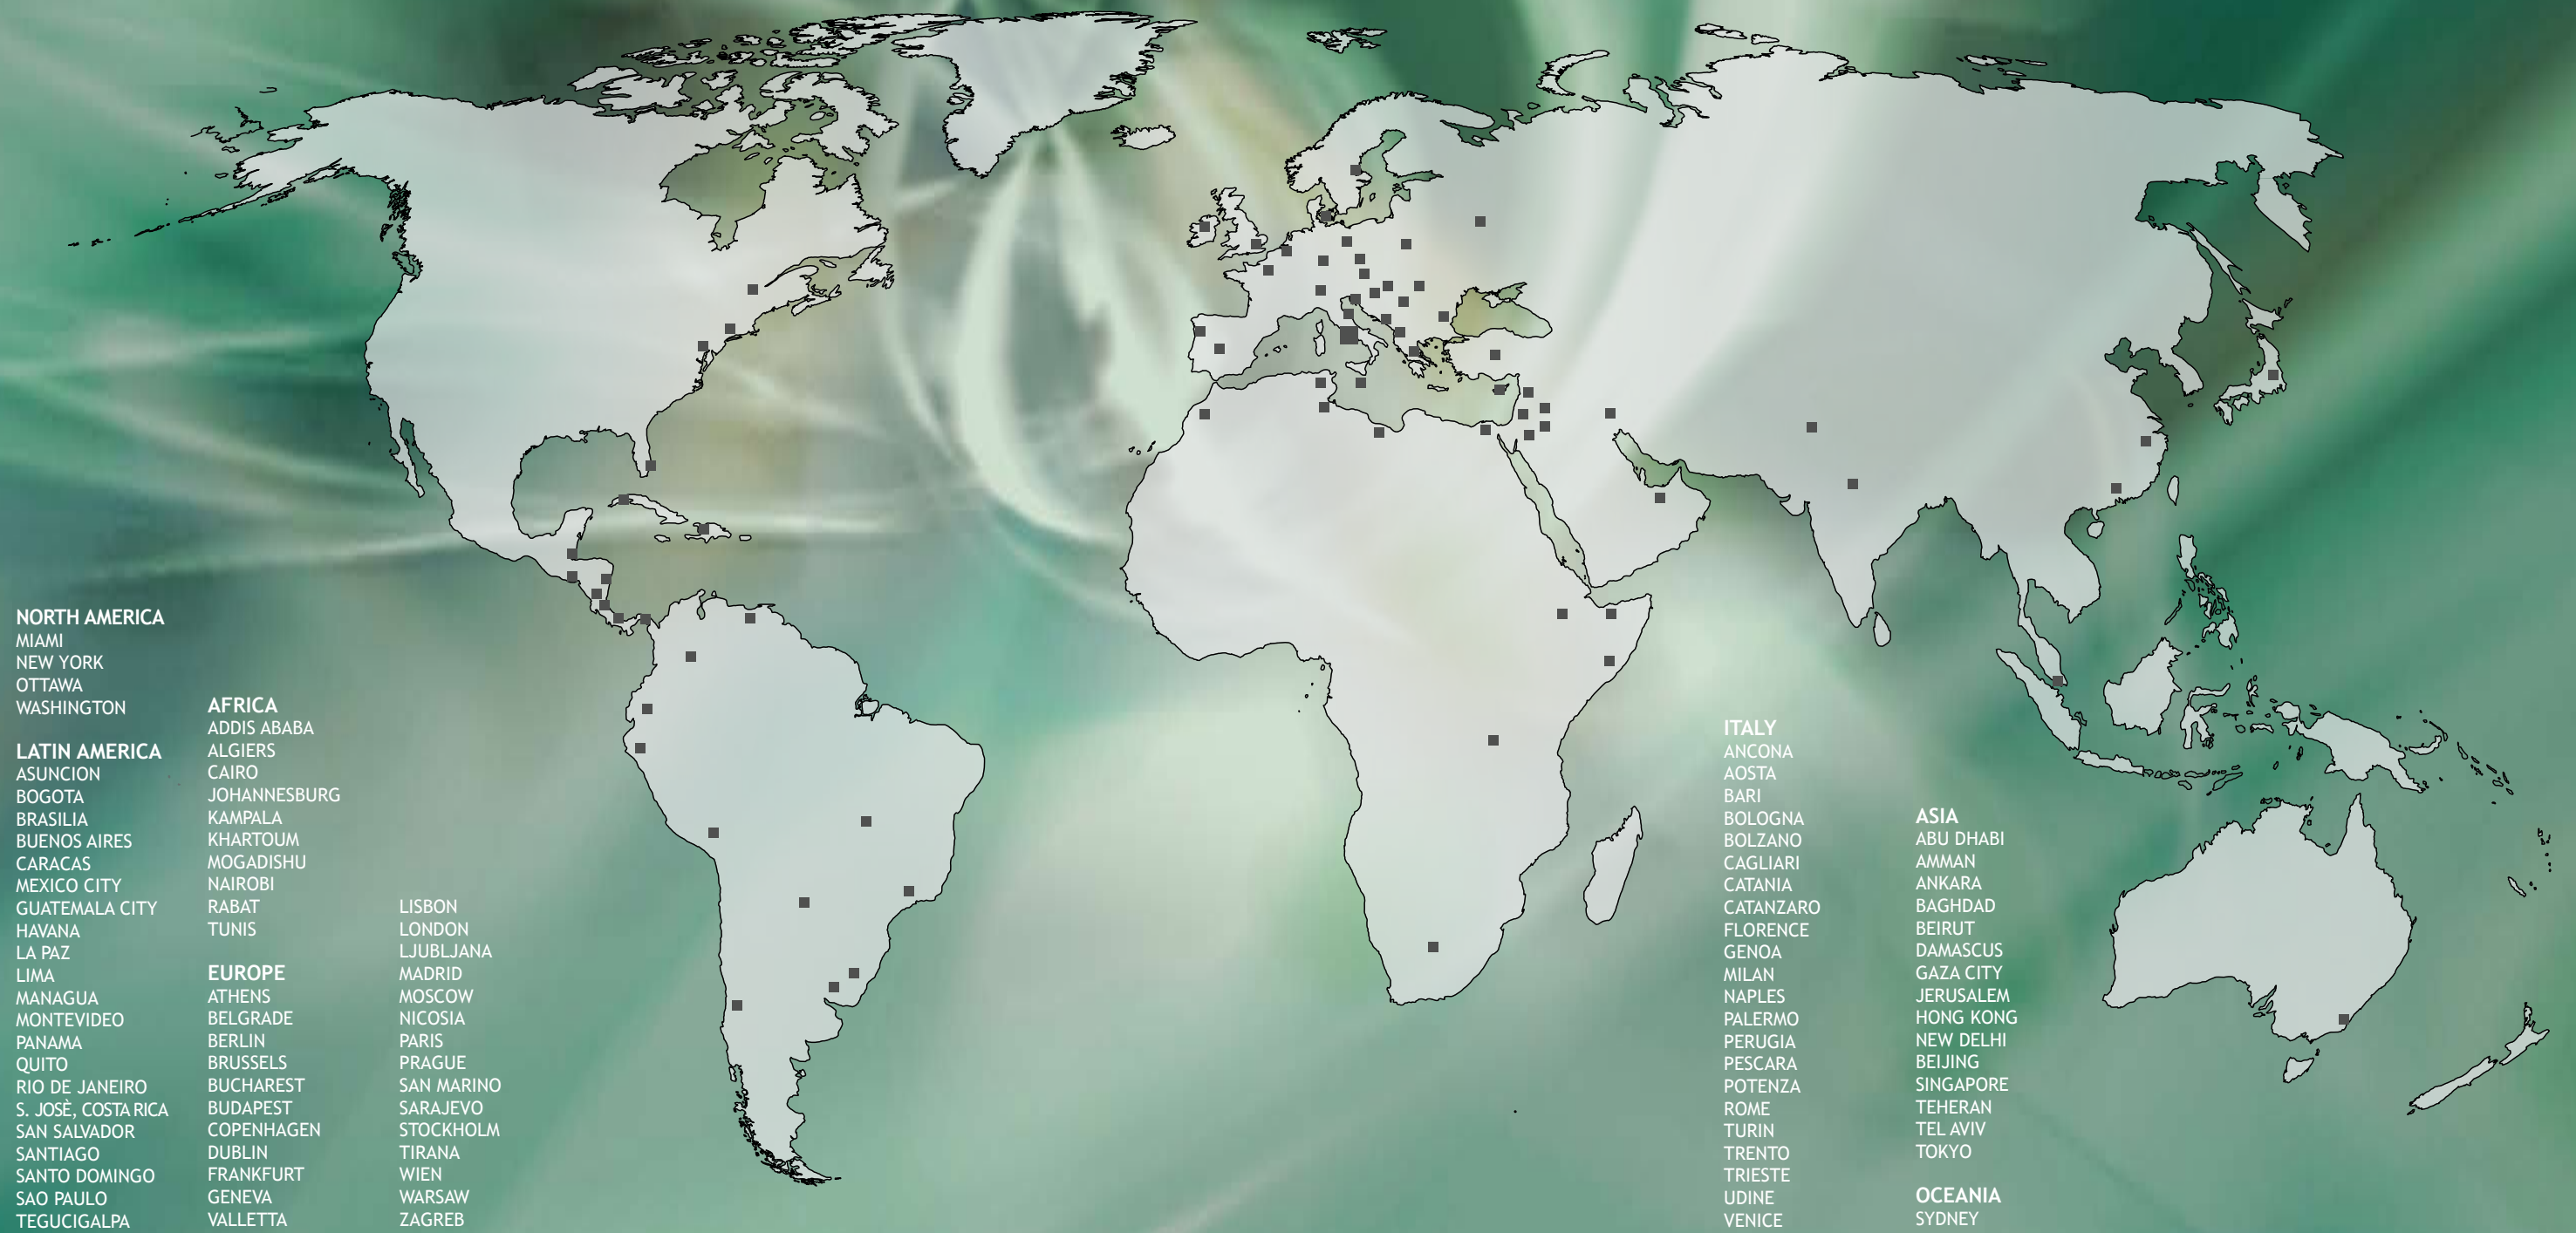 NORTH AMERICA
MIAMI
NEW YORK
OTTAWA
WASHINGTON
LATIN AMERICA
ASUNCION
BOGOTA
BRASILIA
BUENOS AIRES
CARACAS
MEXICO CITY
GUATEMALA CITY
HAVANA
LA PAZ
LIMA
MANAGUA
MONTEVIDEO
PANAMA
QUITO
RIO DE JANEIRO
S. JOSÈ, COSTA RICA
SAN SALVADOR
SANTIAGO
SANTO DOMINGO
SAO PAULO
TEGUCIGALPA
AFRICA
ADDIS ABABA
ALGIERS
CAIRO
JOHANNESBURG
KAMPALA
KHARTOUM
MOGADISHU
NAIROBI
RABAT
TUNIS
EUROPE
ATHENS
BELGRADE
BERLIN
BRUSSELS
BUCHAREST
BUDAPEST
COPENHAGEN
DUBLIN
FRANKFURT
GENEVA
VALLETTA
LISBON
LONDON
LJUBLJANA
MADRID
MOSCOW
NICOSIA
PARIS
PRAGUE
SAN MARINO
SARAJEVO
STOCKHOLM
TIRANA
WIEN
WARSAW
ZAGREB
ITALY
ANCONA
AOSTA
BARI
BOLOGNA
BOLZANO
CAGLIARI
CATANIA
CATANZARO
FLORENCE
GENOA
MILAN
NAPLES
PALERMO
PERUGIA
PESCARA
POTENZA
ROME
TURIN
TRENTO
TRIESTE
UDINE
VENICE
ASIA
ABU DHABI
AMMAN
ANKARA
BAGHDAD
BEIRUT
DAMASCUS
GAZA CITY
JERUSALEM
HONG KONG
NEW DELHI
BEIJING
SINGAPORE
TEHERAN
TEL AVIV
TOKYO
OCEANIA
SYDNEY